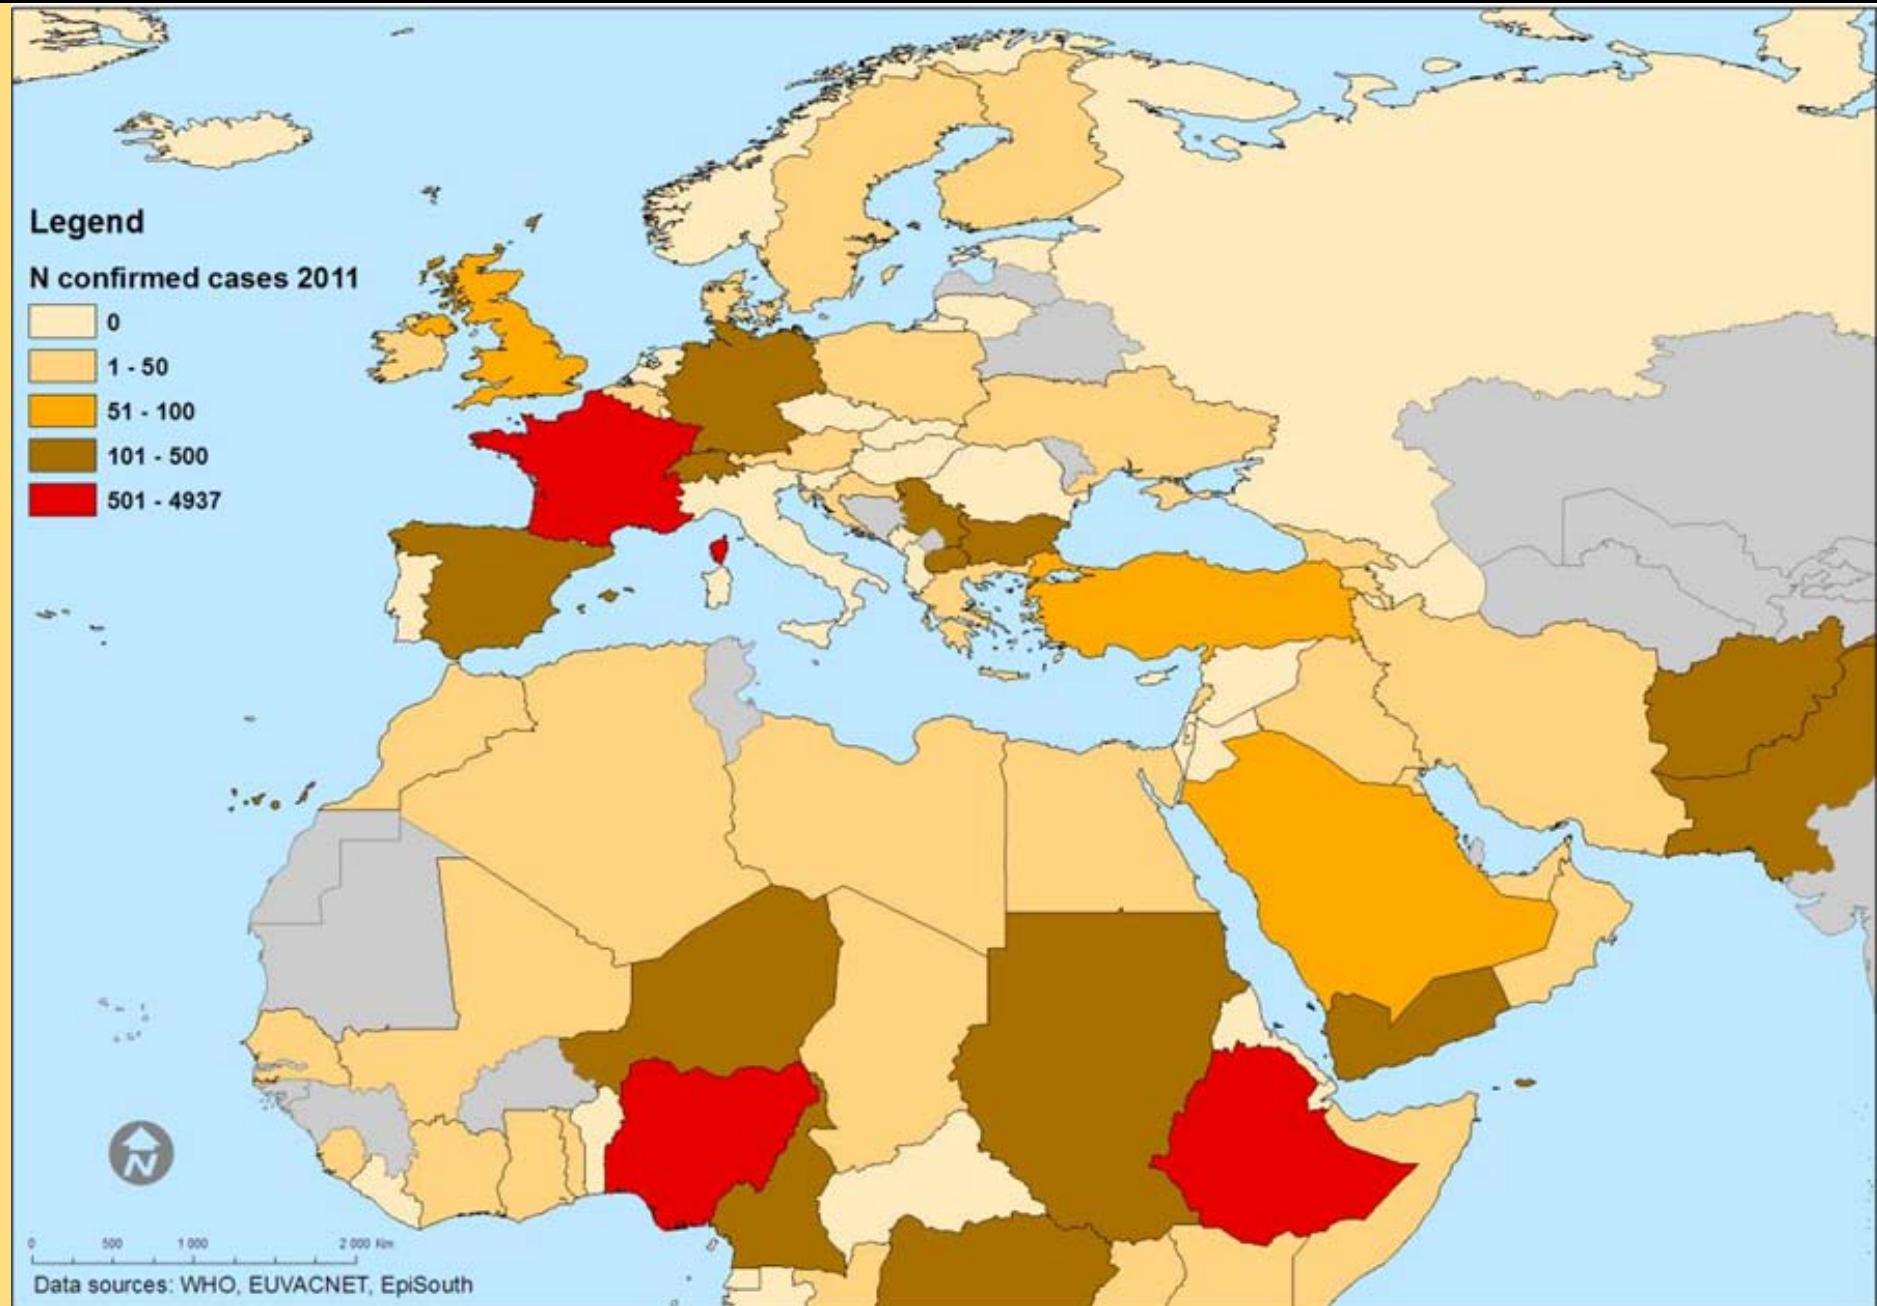 Legend
N confirmed cases 2011
0
1 - 50
51 - 100
101 - 500
501 - 4937
N
0 500 1 000 2 000 Km
Data sources: WHO, EUVACNET, EpiSouth